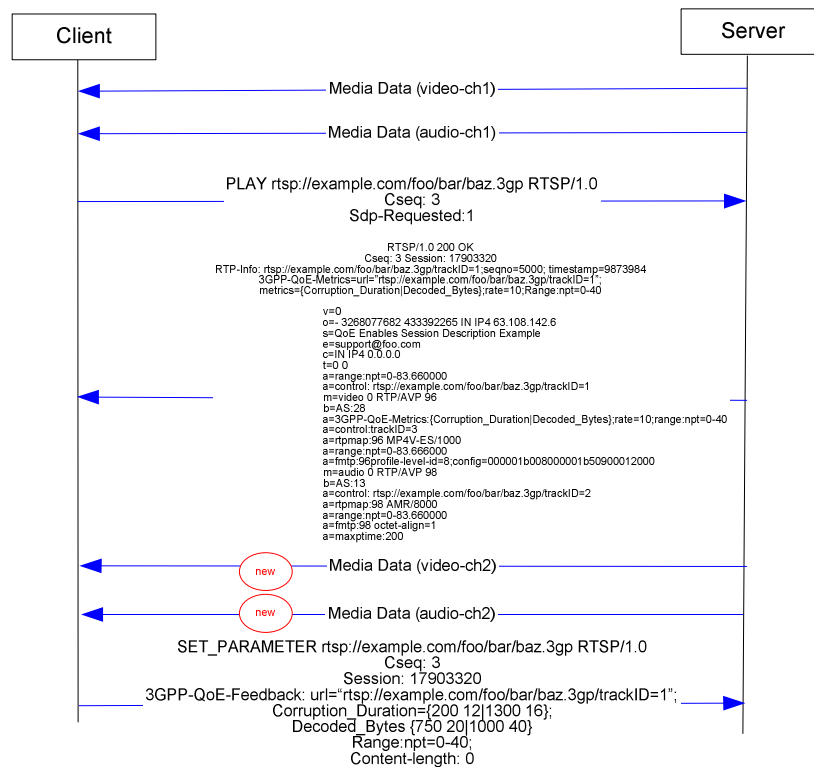 Client
Server
Media Data (video-ch1)
Media Data (audio-ch1)
PLAY rtsp://example.com/foo/bar/baz.3gp RTSP/1.0
Cseq: 3
Sdp-Requested:1
RTSP/1.0 200 OK
Cseq: 3 Session: 17903320
RTP-Info: rtsp://example.com/foo/bar/baz.3gp/trackID=1;seqno=5000; timestamp=9873984
3GPP-QoE-Metrics=url="rtsp://example.com/foo/bar/baz.3gp/trackID=1";
metrics={Corruption_Duration|Decoded_Bytes};rate=10;Range:npt=0-40
v=0
o=- 3268077682 433392265 IN IP4 63.108.142.6
s=QoE Enables Session Description Example
e=support@foo.com
c=IN IP4 0.0.0.0
t=0 0
a=range:npt=0-83.660000
a=control: rtsp://example.com/foo/bar/baz.3gp/trackID=1
m=video 0 RTP/AVP 96
b=AS:28
a=3GPP-QoE-Metrics:{Corruption_Duration|Decoded_Bytes};rate=10;range:npt=0-40
a=control:trackID=3
a=rtpmap:96 MP4V-ES/1000
a=range:npt=0-83.666000
a=fmtp:96profile-level-id=8;config=000001b008000001b50900012000
m=audio 0 RTP/AVP 98
b=AS:13
a=control: rtsp://example.com/foo/bar/baz.3gp/trackID=2
a=rtpmap:98 AMR/8000
a=range:npt=0-83.660000
a=fmtp:98 octet-align=1
a=maxptime:200
new
Media Data (video-ch2)
new
Media Data (audio-ch2)
SET_PARAMETER rtsp://example.com/foo/bar/baz.3gp RTSP/1.0
Cseq: 3
Session: 17903320
3GPP-QoE-Feedback: url=“rtsp://example.com/foo/bar/baz.3gp/trackID=1”;
Corruption_Duration={200 12|1300 16};
Decoded_Bytes {750 20|1000 40}
Range:npt=0-40;
Content-length: 0